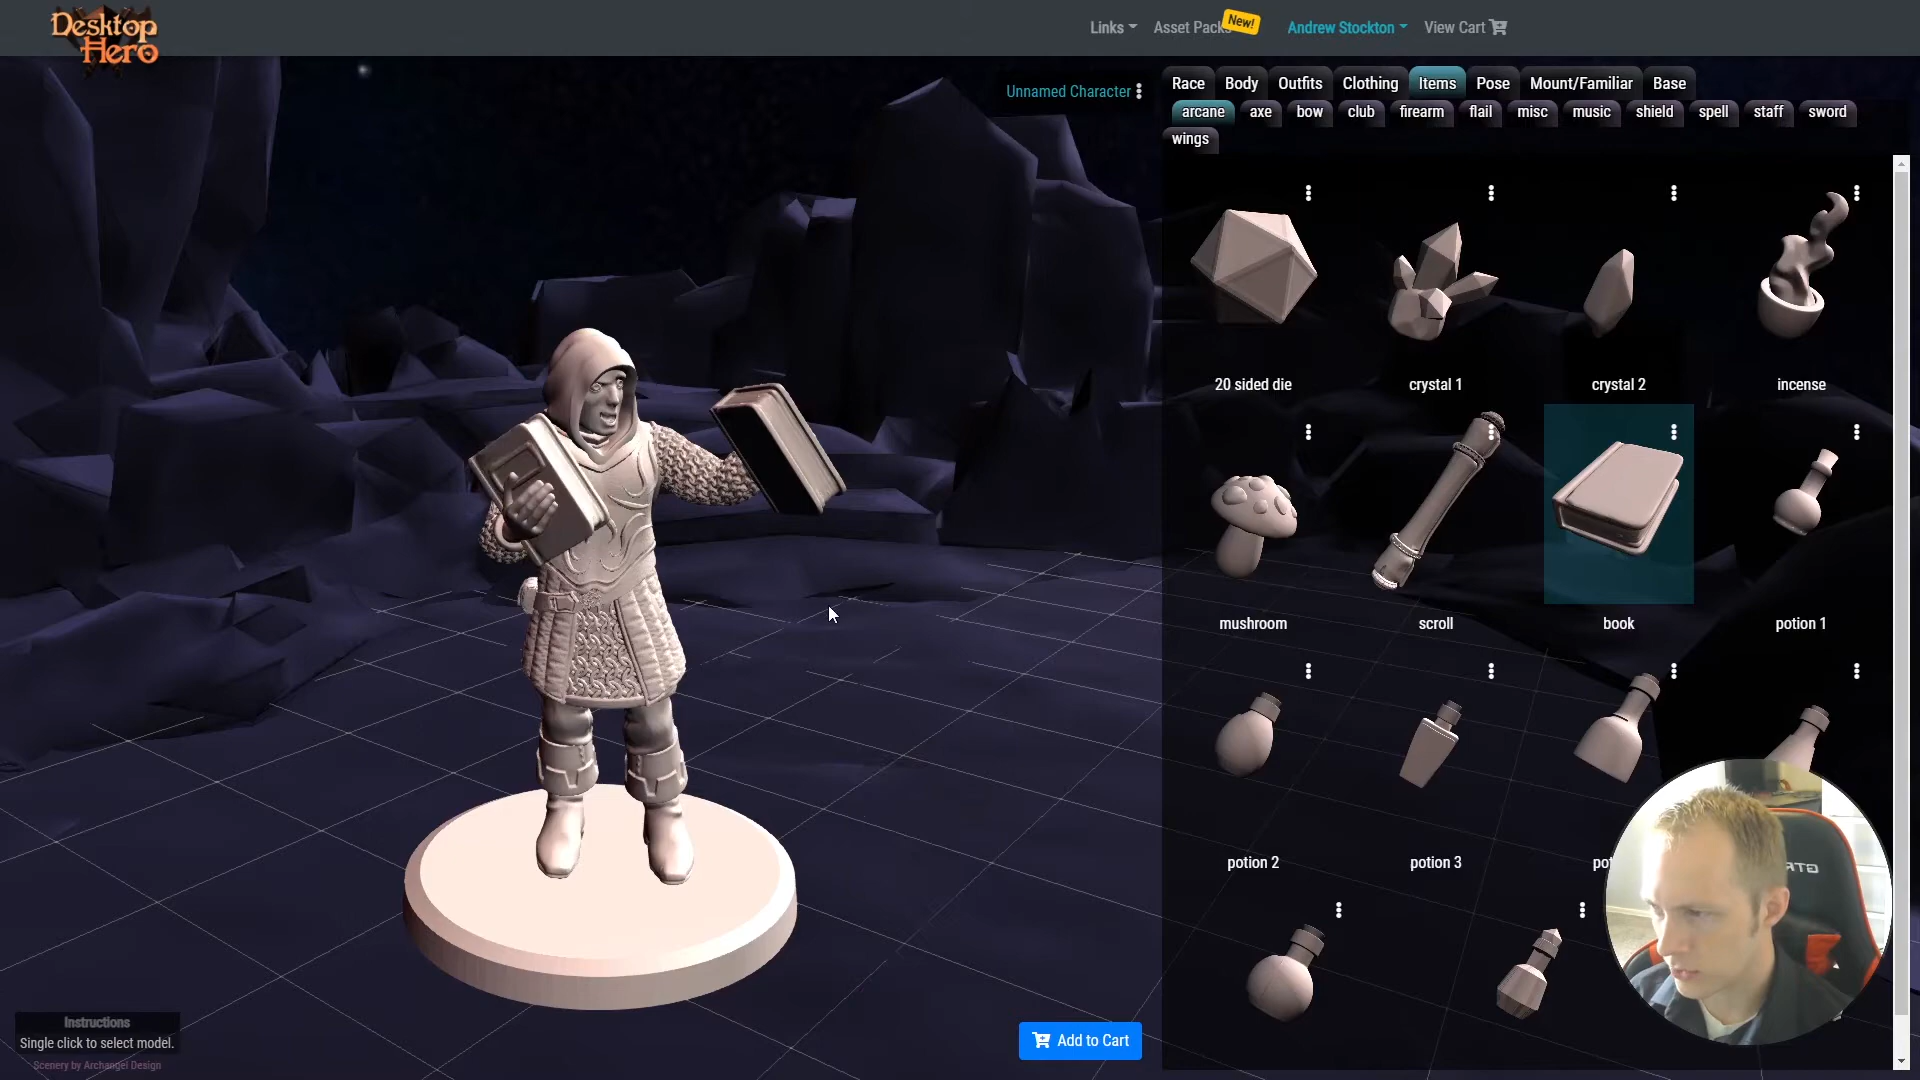 Desktop
Hero
Links
Asset Packs
New!
Andrew Stockton
View Cart
Unnamed Character
Race Body Outfits Clothing Items Pose Mount/Familiar Base
arcane axe bow club firearm flail misc music shield spell staff sword
wings
20 sided die crystal 1 crystal 2 incense
mushroom scroll book potion 1
potion 2 potion 3
GTR
Instructions
Single click to select model.
Scenery by Archangel Design
Add to Cart